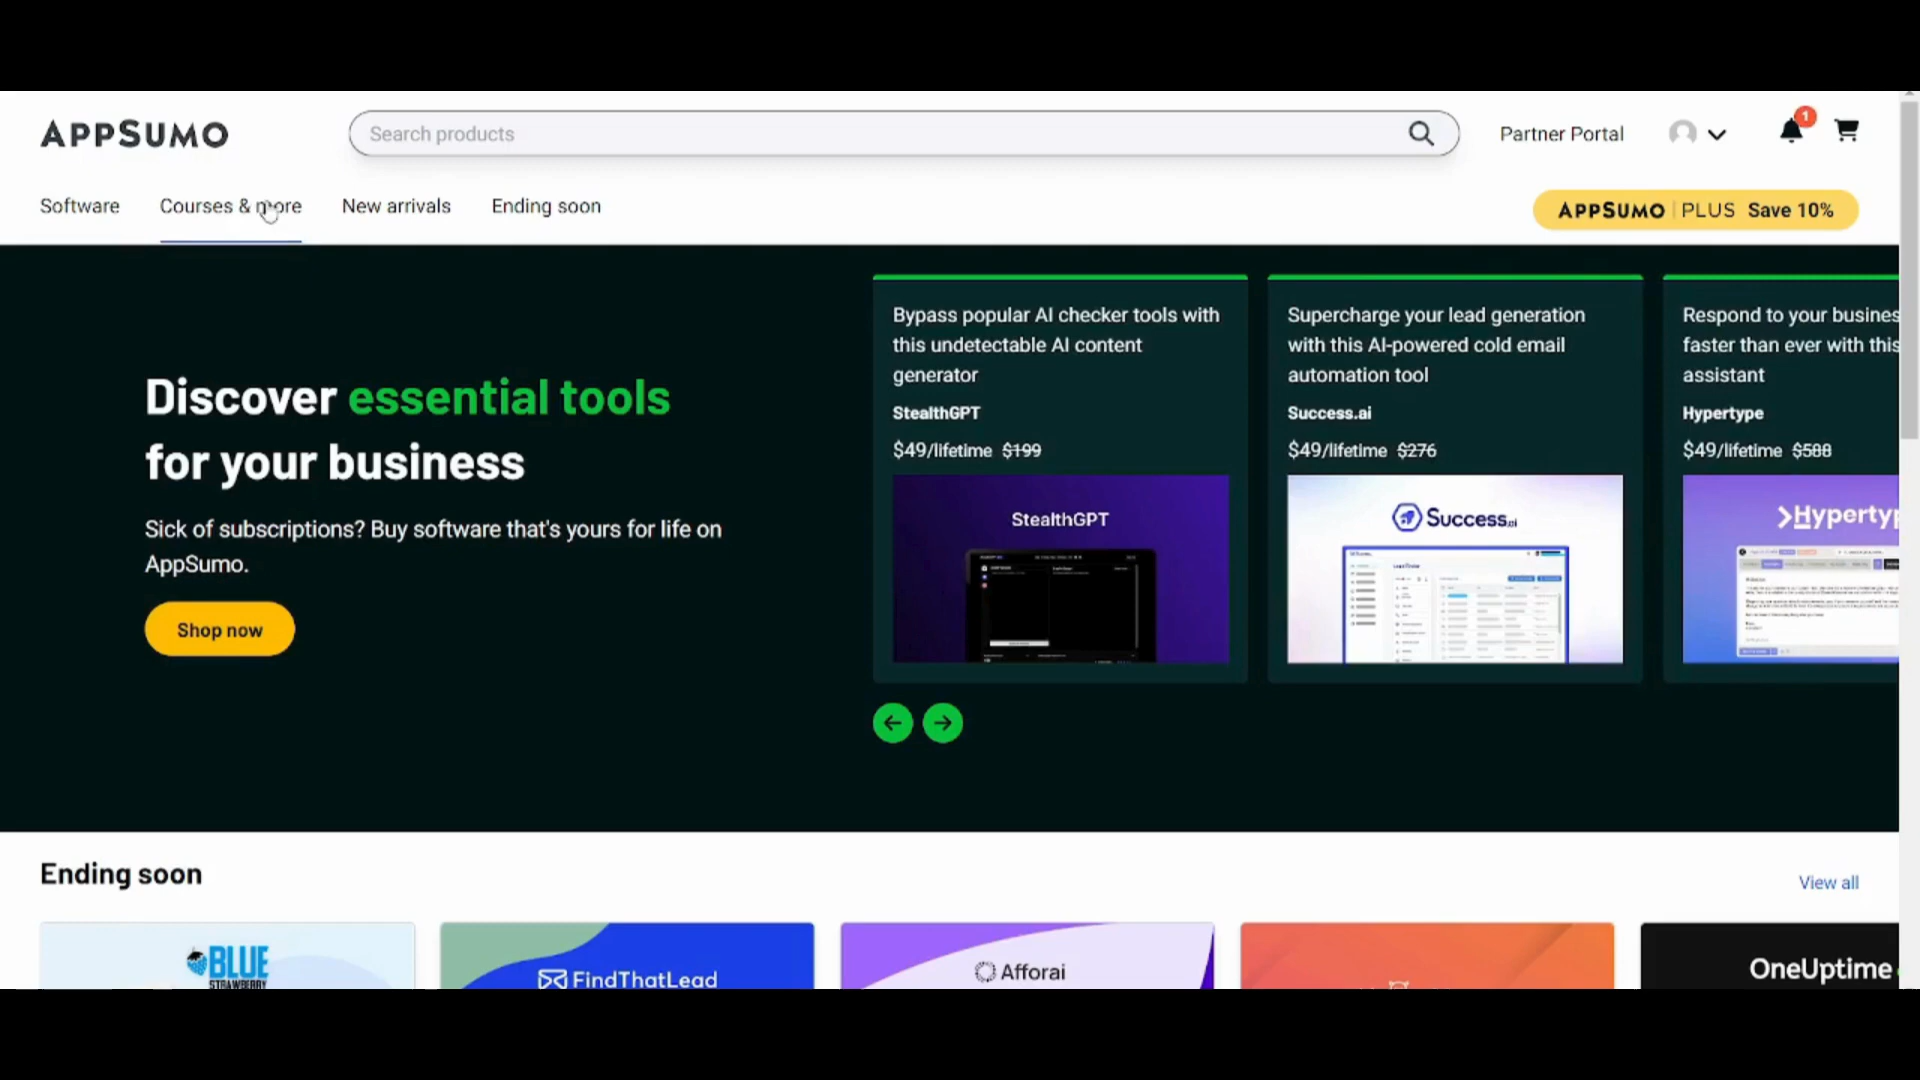 APPSUMO
Search products
Partner Portal
1
Software
Courses & more
New arrivals
Ending soon
APPSUMO PLUS Save 10%
Discover essential tools
for your business
Sick of subscriptions? Buy software that's yours for life on
AppSumo.
Shop now
Bypass popular AI checker tools with
this undetectable AI content
generator
StealthGPT
$49/lifetime $199
StealthGPT
Supercharge your lead generation
with this AI-powered cold email
automation tool
Success.ai
$49/lifetime $276
Success.ai
Respond to your busines
faster than ever with this
assistant
Hypertype
$49/lifetime $588
Hyperty
Ending soon
View all
BLUE
STRAWBERRY
FindThatLead
Afforai
OneUptime